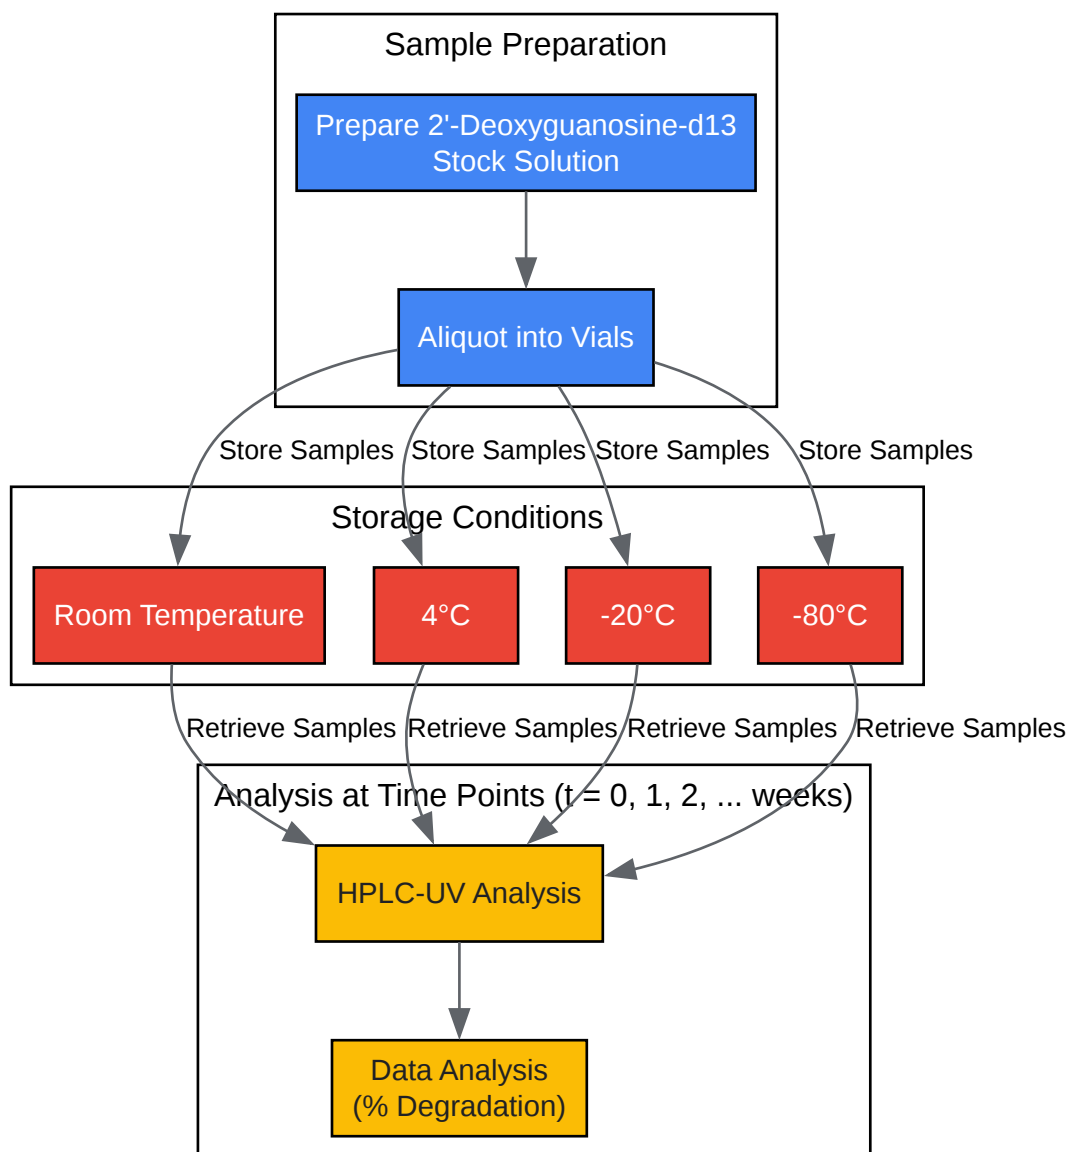 Sample Preparation
Prepare 2'-Deoxyguanosine-d13
Stock Solution
Aliquot into Vials
Store Samples
Store Samples
Store Samples
Store Samples
Storage Conditions
Room Temperature
4°C
-20°C
-80°C
Retrieve Samples
Retrieve Samples
Retrieve Samples
Retrieve Samples
Analysis at Time Points (t = 0, 1, 2, ... weeks)
HPLC-UV Analysis
Data Analysis
(% Degradation)